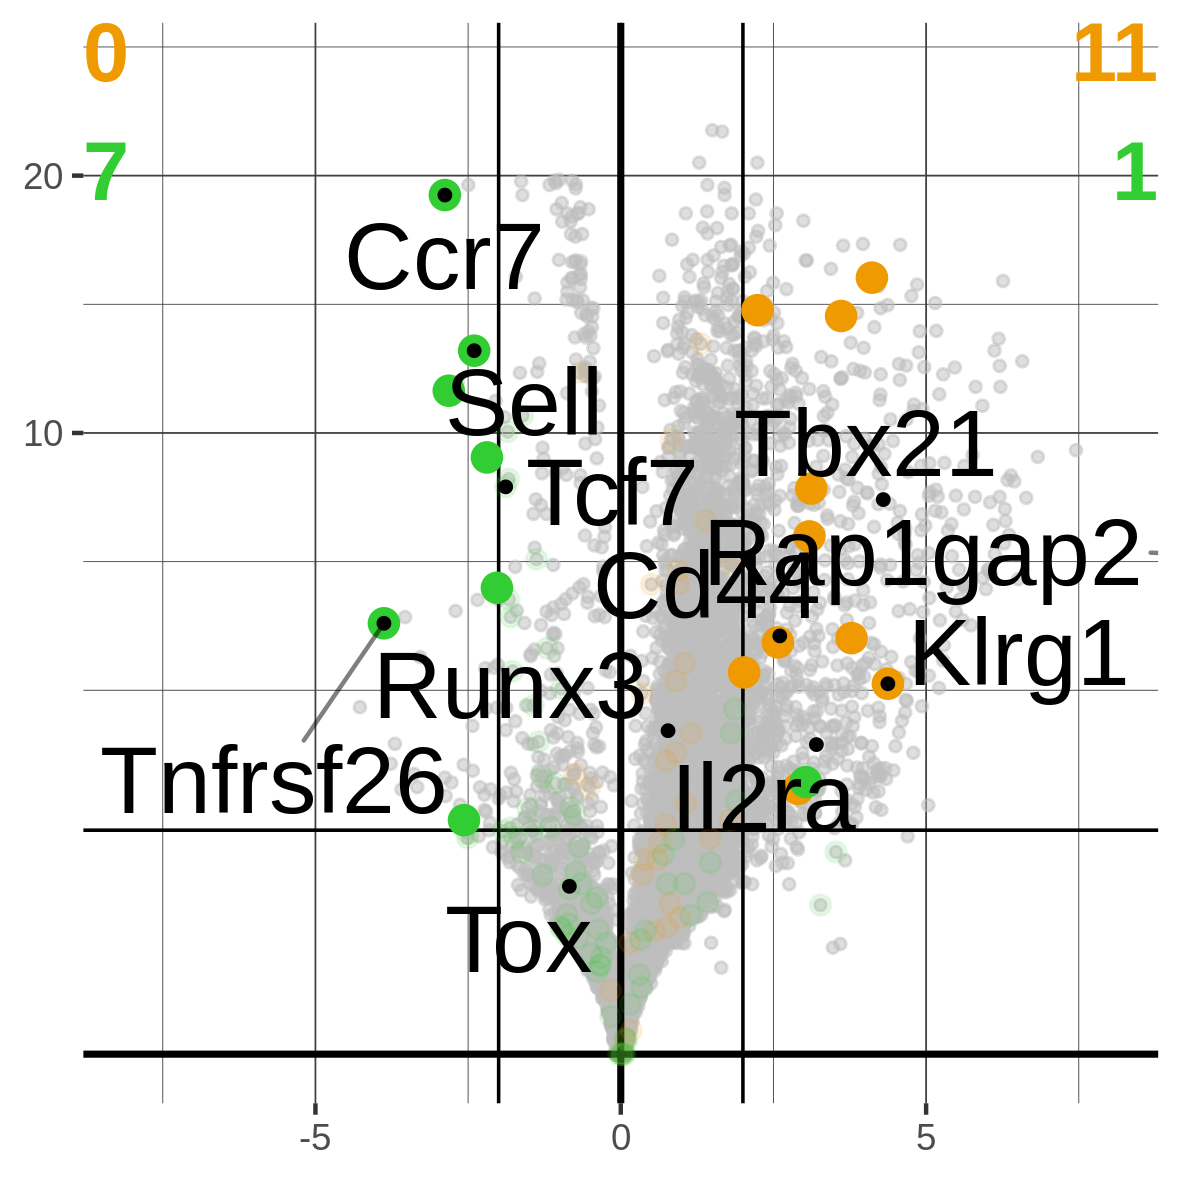 0
11
7
1
20
Ccr7
Sell
10
Tbx21
Tcf7
Rap1gap2
Cd44
Klrg1
Runx3
Tnfrsf26
Il2ra
Tox
-5
0
5